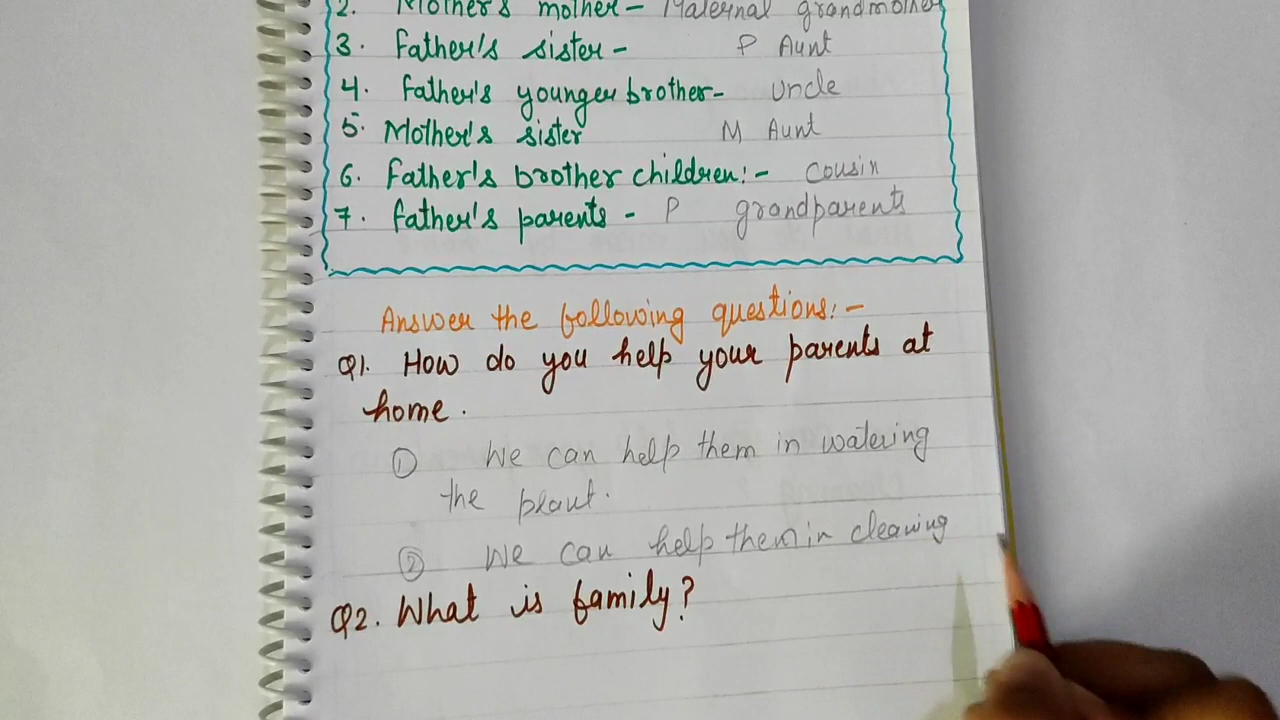 2. Mother's mother - Maternal grandmother
3. Father's sister - P Aunt
4. Father's younger brother - Uncle
5. Mother's sister M Aunt
6. Father's brother children:- Cousin
7. Father's parents - P grandparents
Answer the following questions:-
Q1. How do you help your parents at
home.
① We can help them in watering
the plant.
② We can help them in cleaning
Q2. What is family?